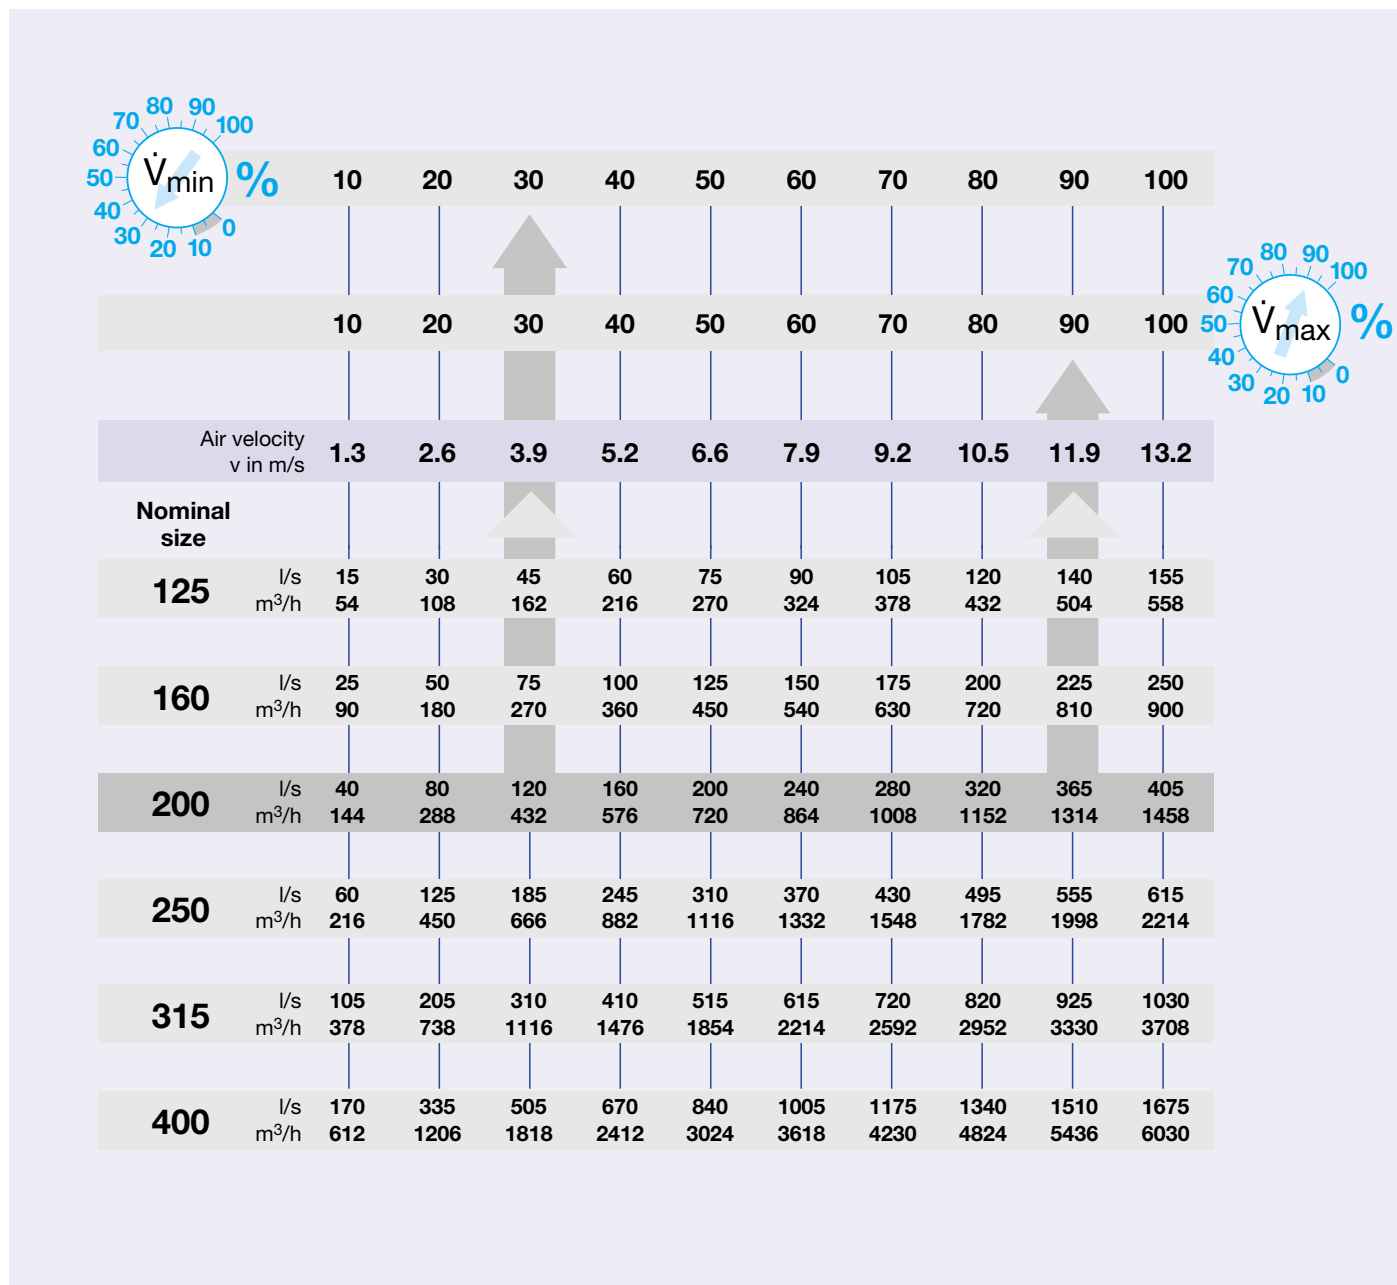 80 90
70 100
60
50 V̇min %
40
30 20 10 0
10 20 30 40 50 60 70 80 90 100
80 90
70 100
60
50 V̇max %
40
30 20 10 0
10 20 30 40 50 60 70 80 90 100
Air velocity
v in m/s 1.3 2.6 3.9 5.2 6.6 7.9 9.2 10.5 11.9 13.2
Nominal
size
125
l/s 15 30 45 60 75 90 105 120 140 155
m³/h 54 108 162 216 270 324 378 432 504 558
160
l/s 25 50 75 100 125 150 175 200 225 250
m³/h 90 180 270 360 450 540 630 720 810 900
200
l/s 40 80 120 160 200 240 280 320 365 405
m³/h 144 288 432 576 720 864 1008 1152 1314 1458
250
l/s 60 125 185 245 310 370 430 495 555 615
m³/h 216 450 666 882 1116 1332 1548 1782 1998 2214
315
l/s 105 205 310 410 515 615 720 820 925 1030
m³/h 378 738 1116 1476 1854 2214 2592 2952 3330 3708
400
l/s 170 335 505 670 840 1005 1175 1340 1510 1675
m³/h 612 1206 1818 2412 3024 3618 4230 4824 5436 6030